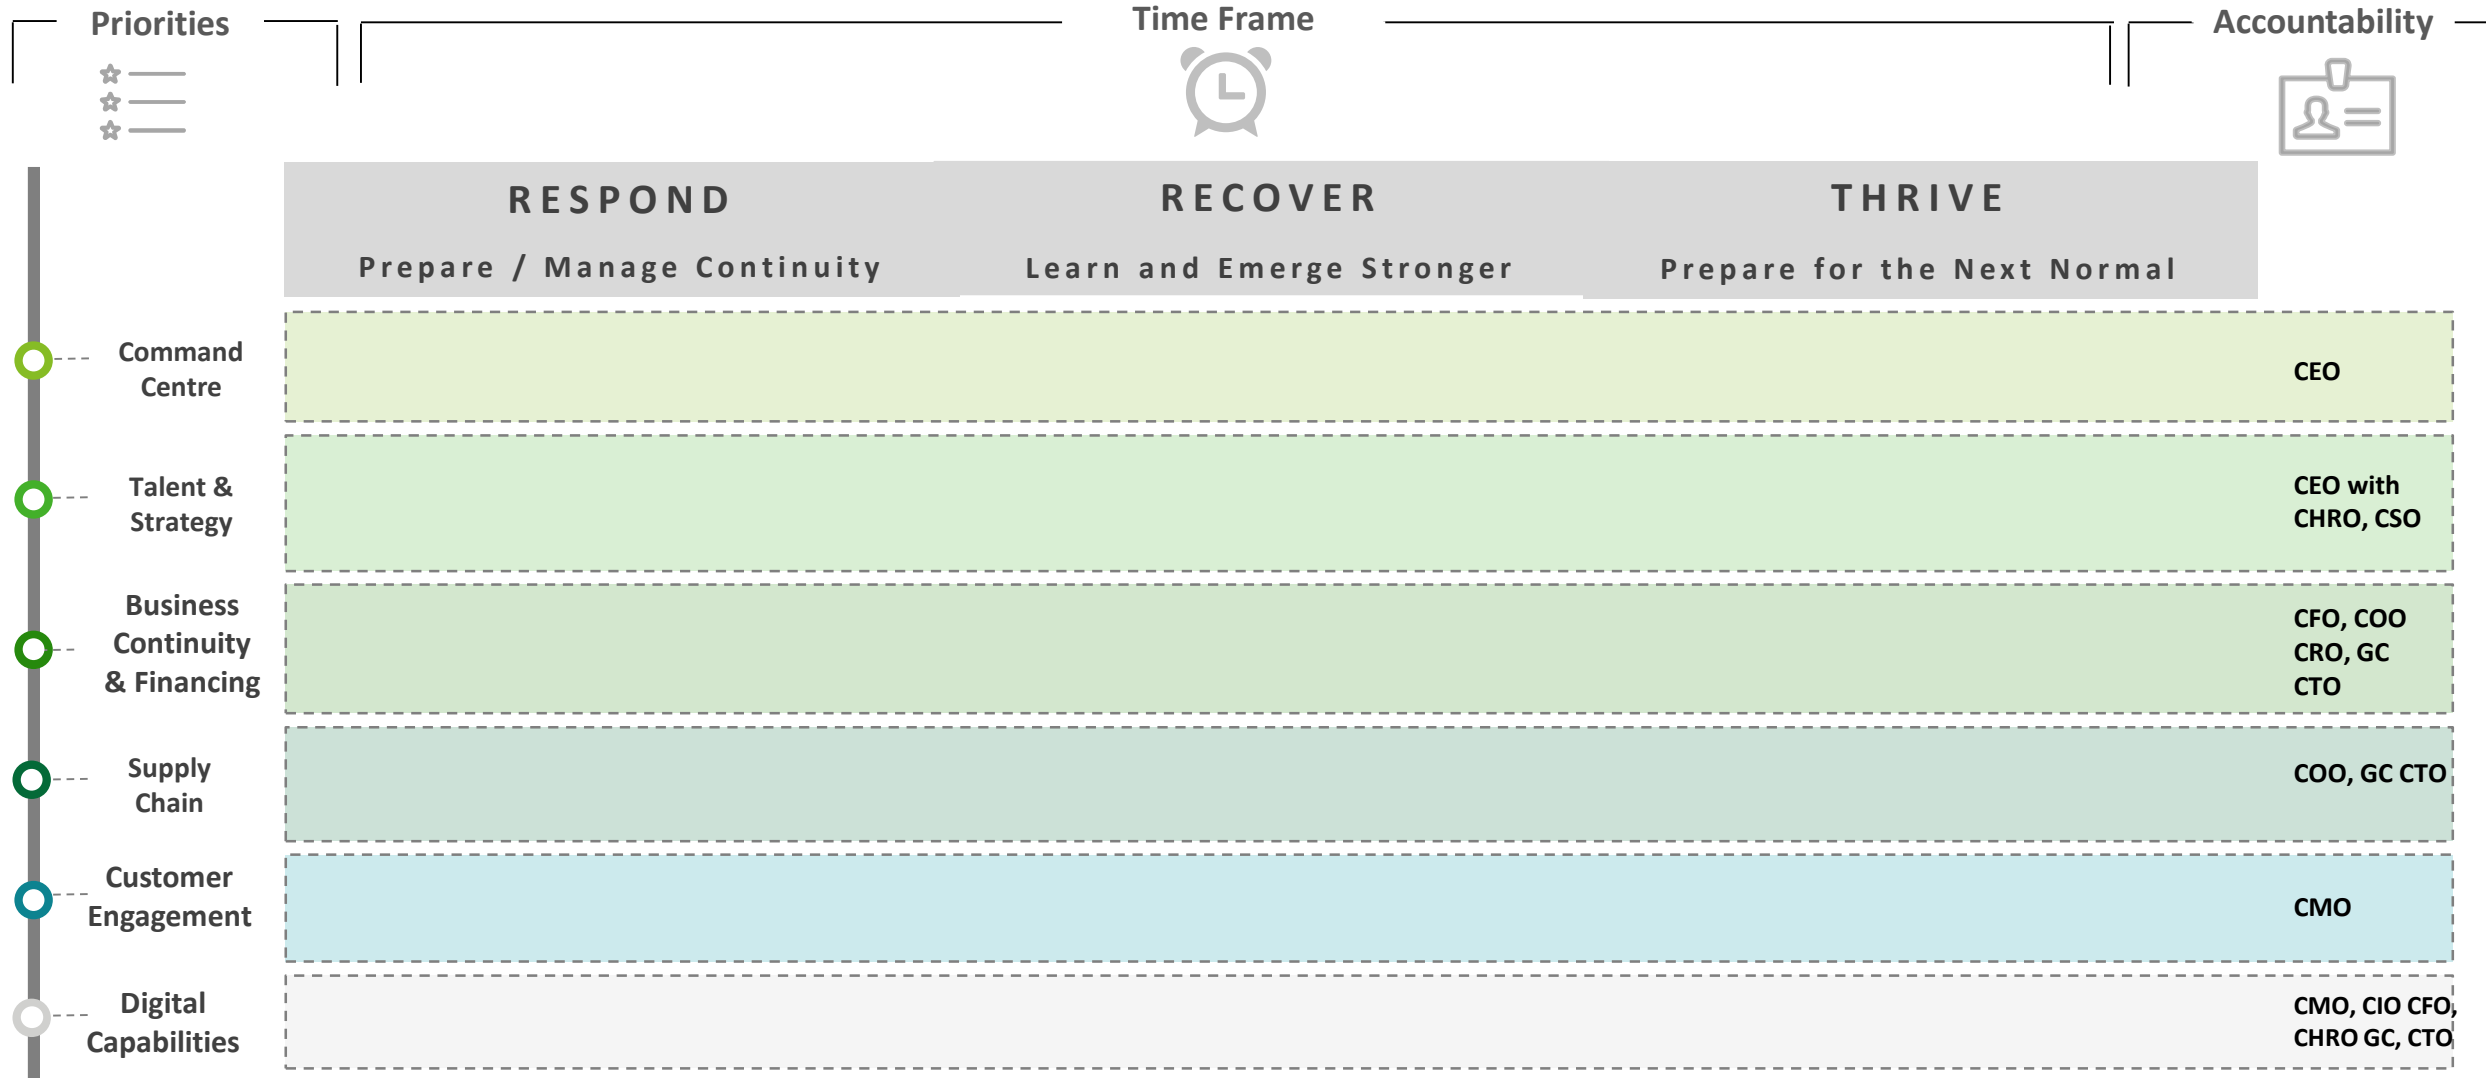 Priorities
Time Frame
Accountability
RESPOND
RECOVER
THRIVE
Prepare / Manage Continuity
Learn and Emerge Stronger
Prepare for the Next Normal
Command
Centre
CEO
Talent &
Strategy
CEO with
CHRO, CSO
Business
Continuity
& Financing
CFO, COO
CRO, GC
CTO
Supply
Chain
COO, GC CTO
Customer
Engagement
CMO
Digital
Capabilities
CMO, CIO CFO,
CHRO GC, CTO